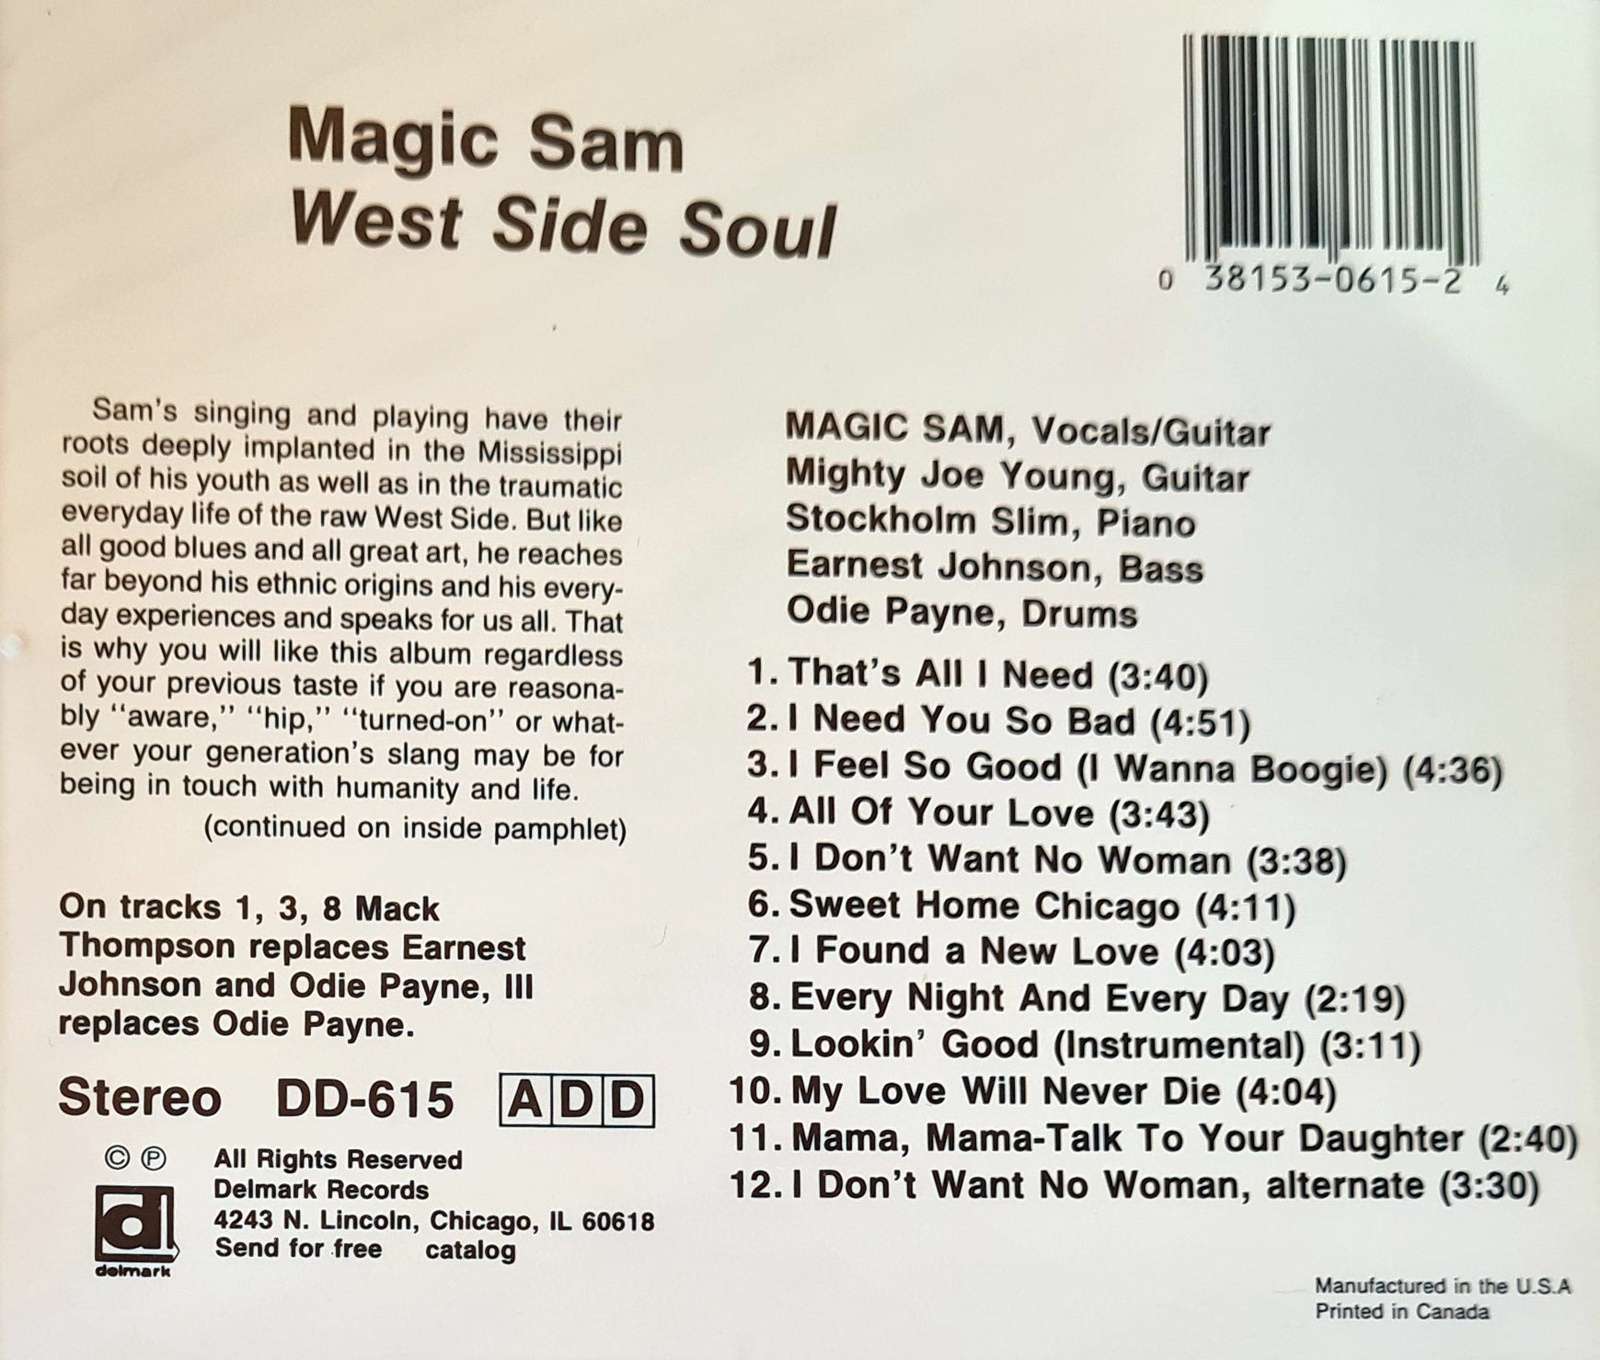 Magic Sam
West Side Soul
0 38153-0615-2 4
Sam's singing and playing have their
roots deeply implanted in the Mississippi
soil of his youth as well as in the traumatic
everyday life of the raw West Side. But like
all good blues and all great art, he reaches
far beyond his ethnic origins and his every-
day experiences and speaks for us all. That
is why you will like this album regardless
of your previous taste if you are reasona-
bly "aware," "hip," "turned-on" or what-
ever your generation's slang may be for
being in touch with humanity and life.
(continued on inside pamphlet)
On tracks 1, 3, 8 Mack
Thompson replaces Earnest
Johnson and Odie Payne, III
replaces Odie Payne.
Stereo DD-615 ADD
© ℗ All Rights Reserved
Delmark Records
4243 N. Lincoln, Chicago, IL 60618
Send for free catalog
d
delmark
MAGIC SAM, Vocals/Guitar
Mighty Joe Young, Guitar
Stockholm Slim, Piano
Earnest Johnson, Bass
Odie Payne, Drums
1. That's All I Need (3:40)
2. I Need You So Bad (4:51)
3. I Feel So Good (I Wanna Boogie) (4:36)
4. All Of Your Love (3:43)
5. I Don't Want No Woman (3:38)
6. Sweet Home Chicago (4:11)
7. I Found a New Love (4:03)
8. Every Night And Every Day (2:19)
9. Lookin' Good (Instrumental) (3:11)
10. My Love Will Never Die (4:04)
11. Mama, Mama-Talk To Your Daughter (2:40)
12. I Don't Want No Woman, alternate (3:30)
Manufactured in the U.S.A
Printed in Canada